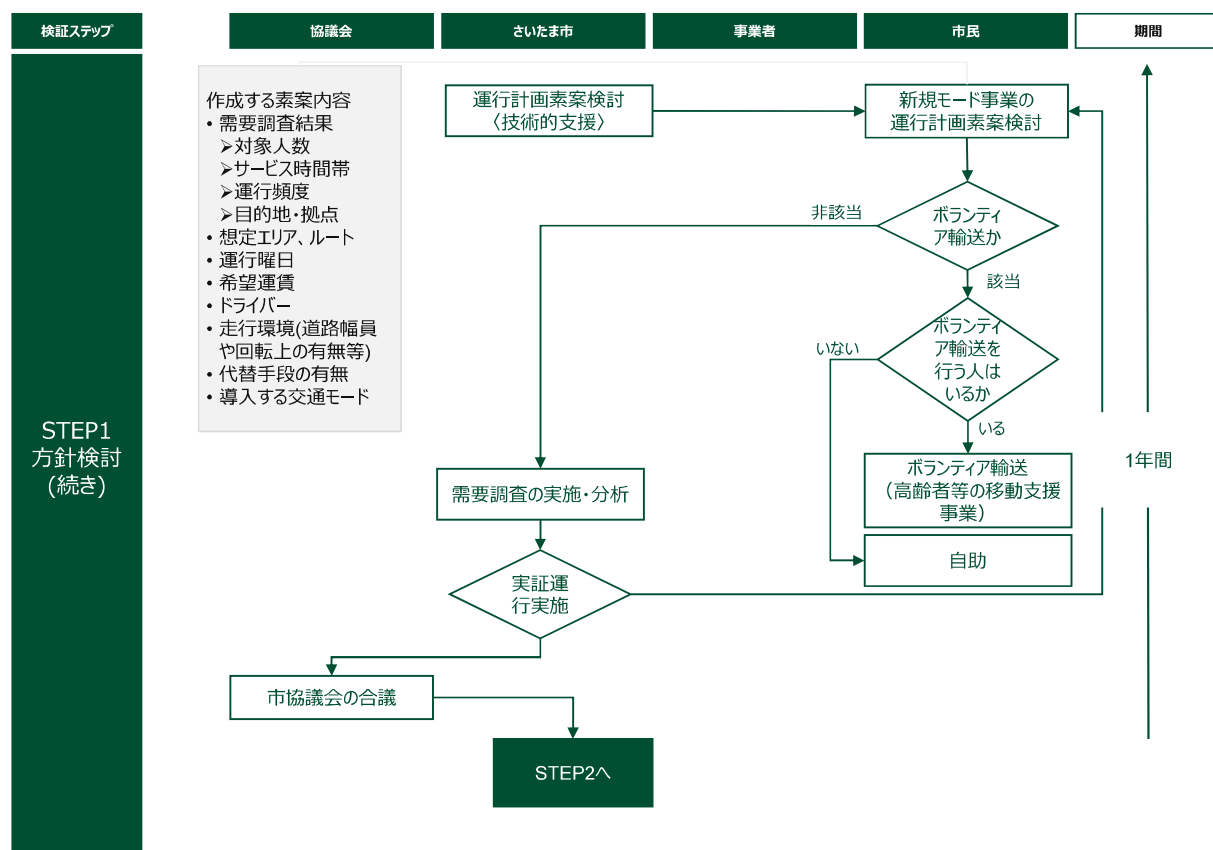 検証ステップ
協議会
さいたま市
事業者
市民
期間
STEP1
方針検討
(続き)
作成する素案内容
• 需要調査結果
➢対象人数
➢サービス時間帯
➢運行頻度
➢目的地・拠点
• 想定エリア、ルート
• 運行曜日
• 希望運賃
• ドライバー
• 走行環境(道路幅員
や回転上の有無等)
• 代替手段の有無
• 導入する交通モード
運行計画素案検討
〈技術的支援〉
新規モード事業の
運行計画素案検討
ボランティ
ア輸送か
非該当
該当
ボランティ
ア輸送を
行う人は
いるか
いない
いる
ボランティア輸送
（高齢者等の移動支援
事業）
自助
需要調査の実施・分析
実証運
行実施
市協議会の合議
STEP2へ
1年間